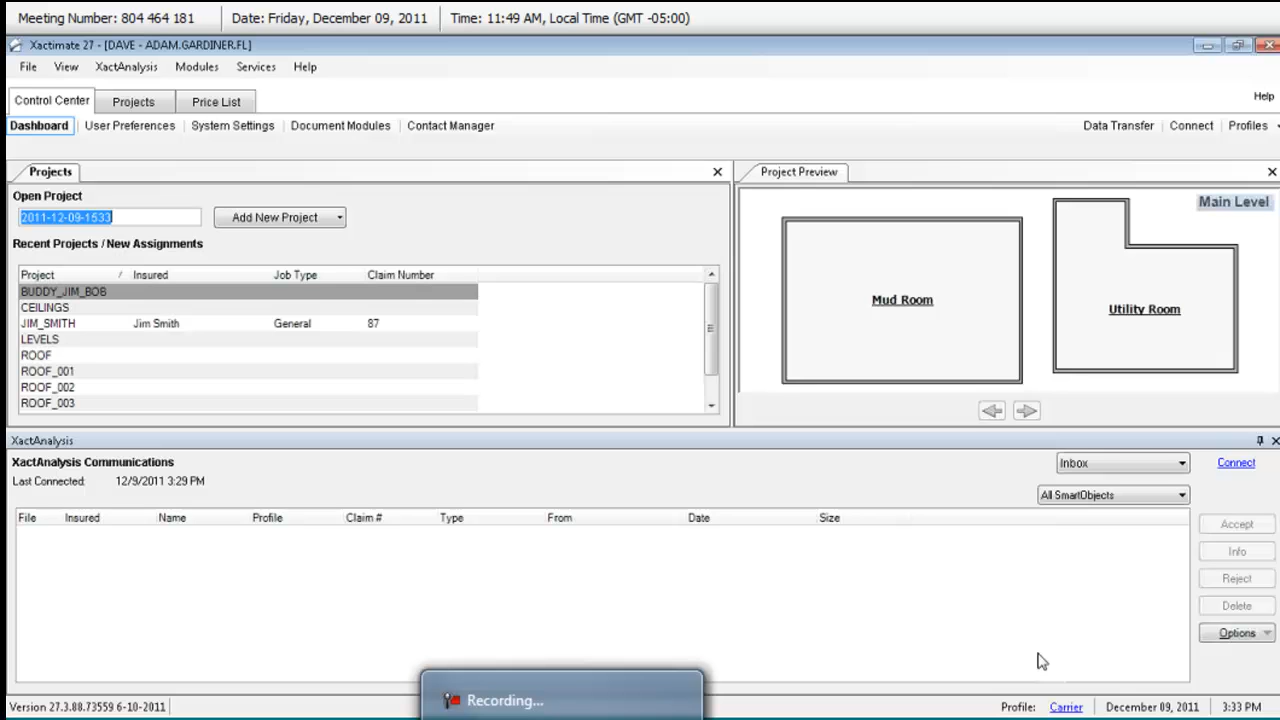 Meeting Number: 804 464 181 Date: Friday, December 09, 2011 Time: 11:49 AM, Local Time (GMT -05:00)
Xactimate 27 - [DAVE - ADAM.GARDINER.FL]
File View XactAnalysis Modules Services Help
Control Center Projects Price List Help
Dashboard User Preferences System Settings Document Modules Contact Manager Data Transfer Connect Profiles
Projects Project Preview
Open Project Main Level
2011-12-09-1533 Add New Project
Recent Projects / New Assignments
Project / Insured Job Type Claim Number
BUDDY_JIM_BOB
CEILINGS
JIM_SMITH Jim Smith General 87
LEVELS
ROOF
ROOF_001
ROOF_002
ROOF_003
Mud Room
Utility Room
XactAnalysis
XactAnalysis Communications Inbox Connect
Last Connected: 12/9/2011 3:29 PM
All SmartObjects
File Insured Name Profile Claim # Type From Date Size
Accept
Info
Reject
Delete
Options
Recording...
Version 27.3.88.73559 6-10-2011 Profile: Carrier December 09, 2011 3:33 PM